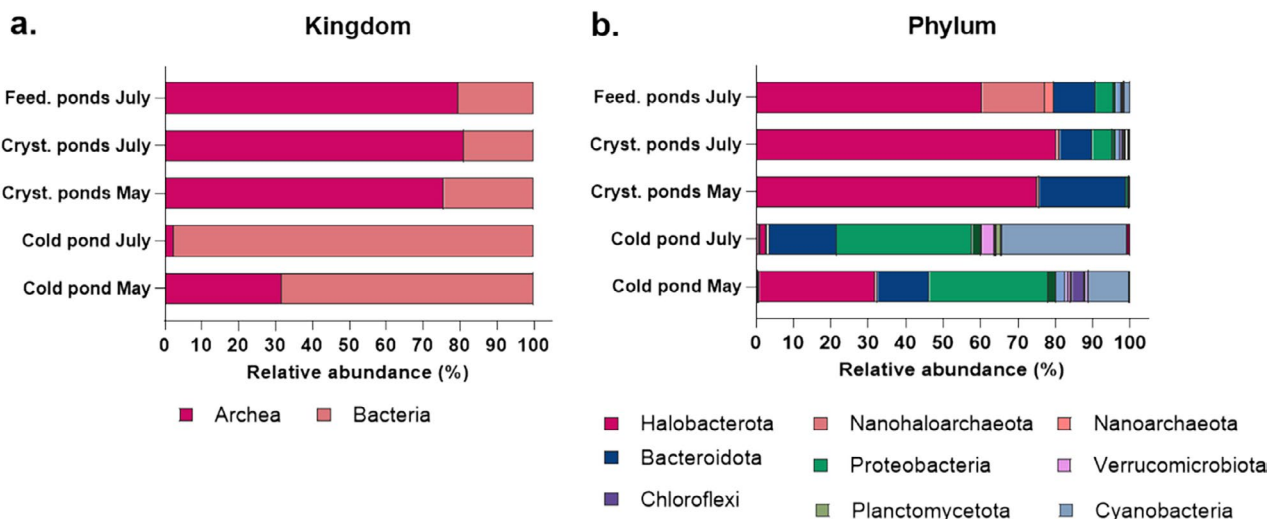 a.
Kingdom
Feed. ponds July
Cryst. ponds July
Cryst. ponds May
Cold pond July
Cold pond May
0 10 20 30 40 50 60 70 80 90 100
Relative abundance (%)
Archea Bacteria
b.
Phylum
Feed. ponds July
Cryst. ponds July
Cryst. ponds May
Cold pond July
Cold pond May
0 10 20 30 40 50 60 70 80 90 100
Relative abundance (%)
Halobacterota Nanohaloarchaeota Nanoarchaeota
Bacteroidota Proteobacteria Verrucomicrobiota
Chloroflexi Planctomycetota Cyanobacteria